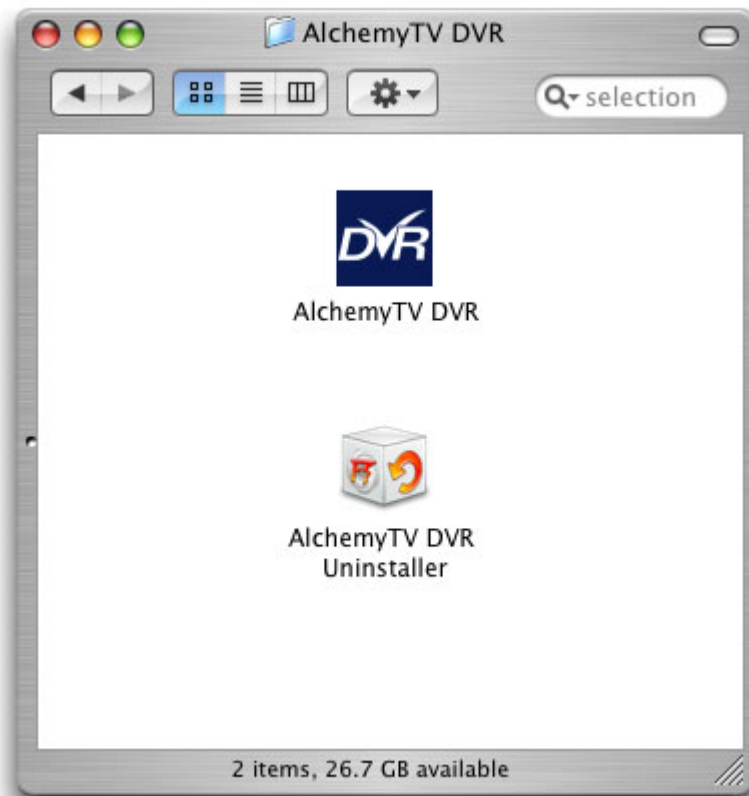 AlchemyTV DVR
selection
DVR
AlchemyTV DVR
AlchemyTV DVR
Uninstaller
2 items, 26.7 GB available